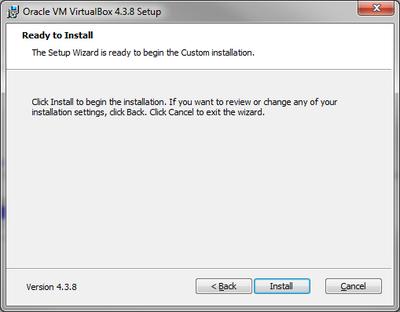 Oracle VM VirtualBox 4.3.8 Setup
Ready to Install
The Setup Wizard is ready to begin the Custom installation.
Click Install to begin the installation. If you want to review or change any of your
installation settings, click Back. Click Cancel to exit the wizard.
Version 4.3.8
< Back
Install
Cancel